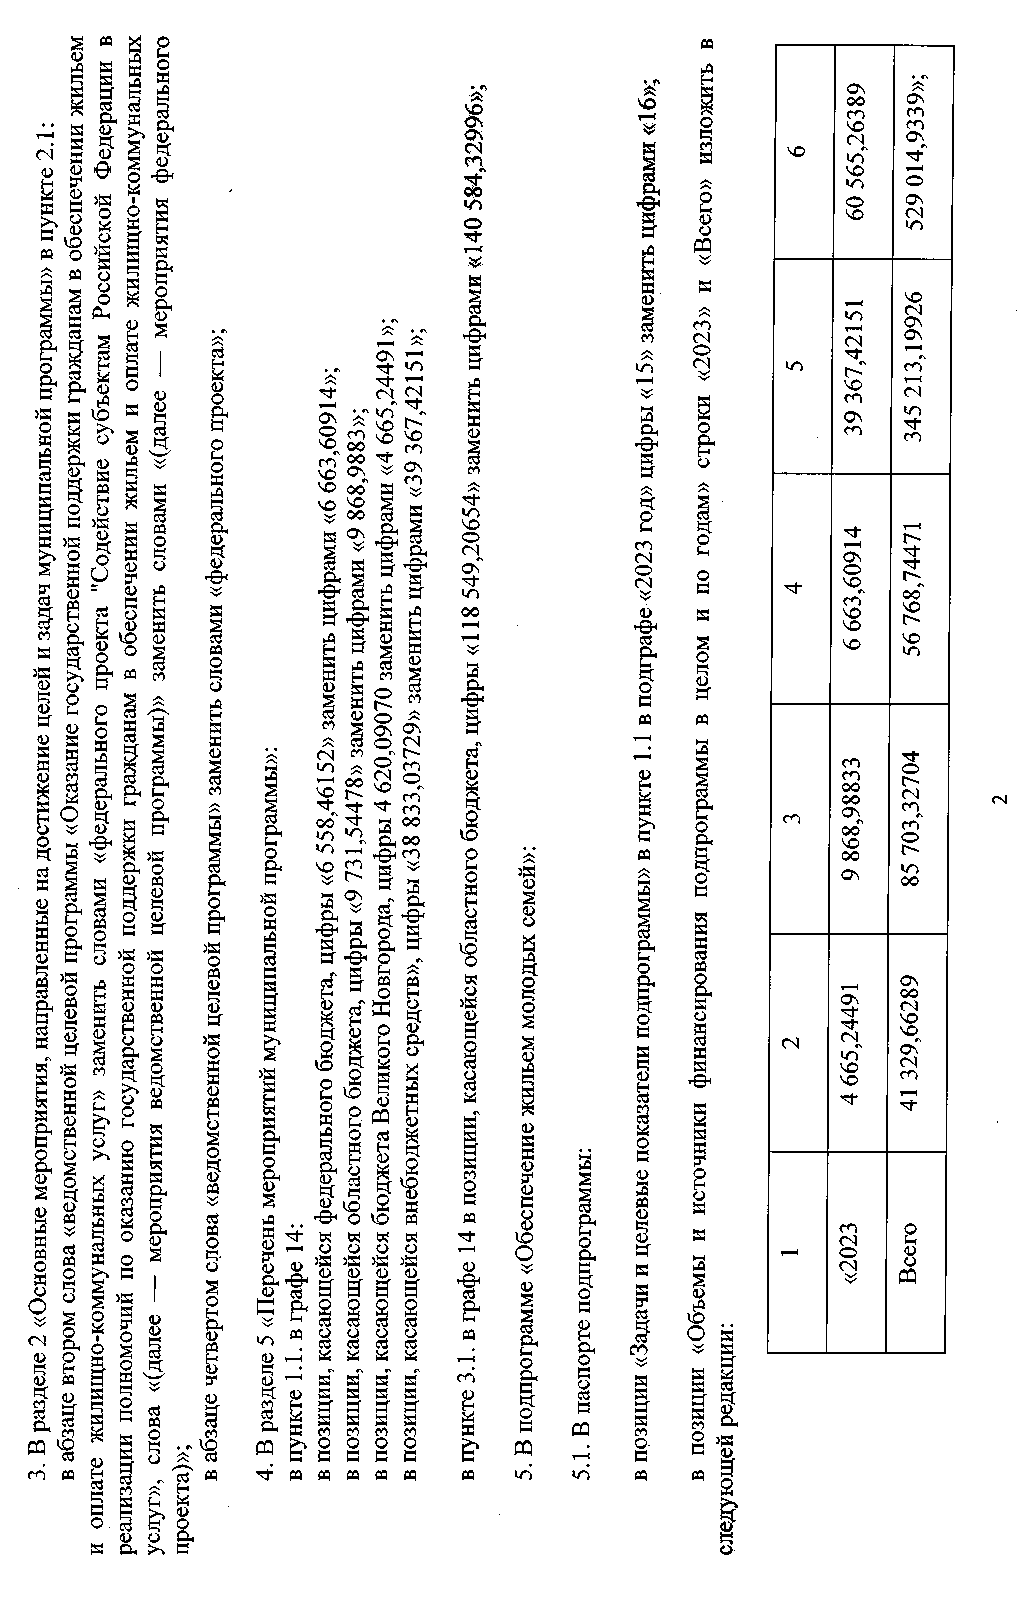 3. В разделе 2 «Основные мероприятия, направленные на достижение целей и задач муниципальной программы» в пункте 2.1:
в абзаце втором слова «ведомственной целевой программы «Оказание государственной поддержки гражданам в обеспечении жильем
и оплате жилищно-коммунальных услуг» заменить словами «федерального проекта "Содействие субъектам Российской Федерации в
реализации полномочий по оказанию государственной поддержки гражданам в обеспечении жильем и оплате жилищно-коммунальных
услуг», слова «(далее — мероприятия ведомственной целевой программы)» заменить словами «(далее — мероприятия федерального
проекта)»;
в абзаце четвертом слова «ведомственной целевой программы» заменить словами «федерального проекта»;
4. В разделе 5 «Перечень мероприятий муниципальной программы»:
в пункте 1.1. в графе 14:
в позиции, касающейся федерального бюджета, цифры «6 558,46152» заменить цифрами «6 663,60914»;
в позиции, касающейся областного бюджета, цифры «9 731,54478» заменить цифрами «9 868,9883»;
в позиции, касающейся бюджета Великого Новгорода, цифры 4 620,09070 заменить цифрами «4 665,24491»;
в позиции, касающейся внебюджетных средств», цифры «38 833,03729» заменить цифрами «39 367,42151»;
в пункте 3.1. в графе 14 в позиции, касающейся областного бюджета, цифры «118 549,20654» заменить цифрами «140 584,32996»;
5. В подпрограмме «Обеспечение жильем молодых семей»:
5.1. В паспорте подпрограммы:
в позиции «Задачи и целевые показатели подпрограммы» в пункте 1.1 в подграфе «2023 год» цифры «15» заменить цифрами «16»;
в позиции «Объемы и источники финансирования подпрограммы в целом и по годам» строки «2023» и «Всего» изложить в
следующей редакции:
1 2 3 4 5 6
«2023 4 665,24491 9 868,98833 6 663,60914 39 367,42151 60 565,26389
Всего 41 329,66289 85 703,32704 56 768,74471 345 213,19926 529 014,9339»;
2